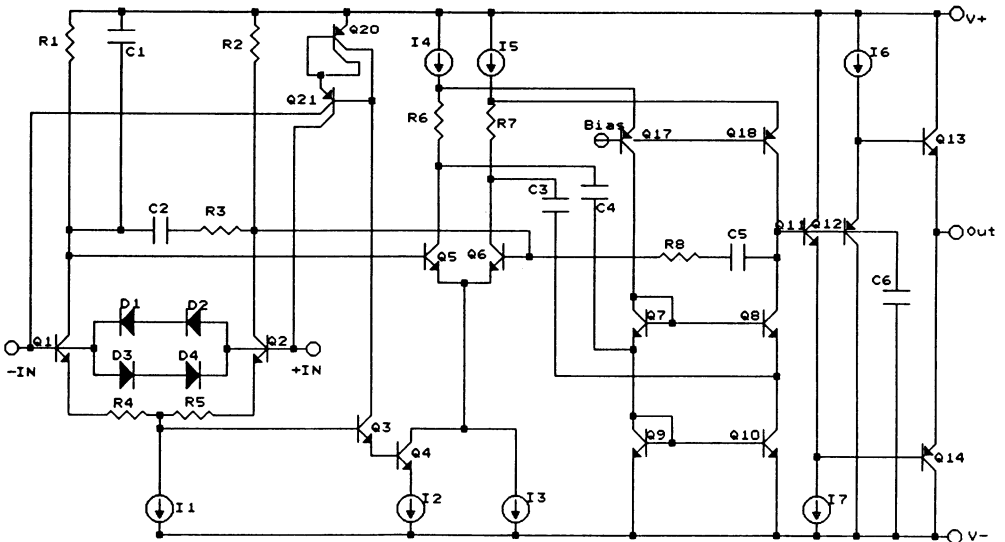 V+
R1
C1
R2
Q20
I4
I5
I6
Q21
R6
R7
Bias
Q17
Q18
Q13
C3
C4
C2
R3
Q11
Q12
Out
Q5
Q6
R8
C5
C6
D1
D2
Q7
Q8
Q1
Q2
-IN
D3
D4
+IN
R4
R5
Q3
Q4
Q9
Q10
Q14
I1
I2
I3
I7
V-